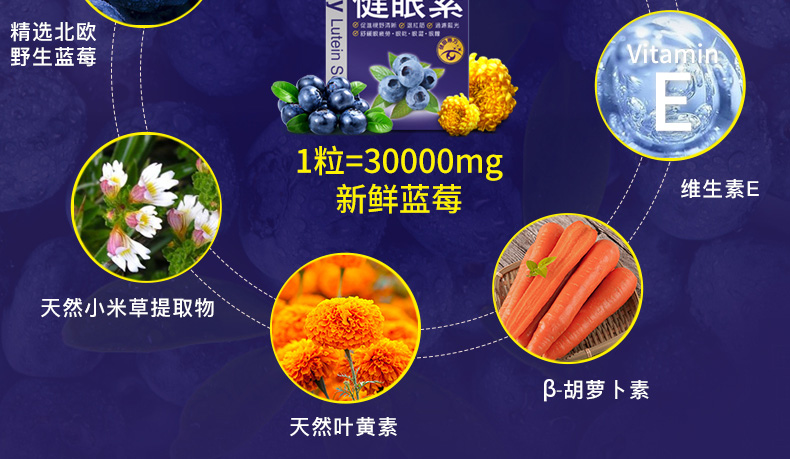 健眼素
y Lutein S
Vitamin
E
精选北欧
野生蓝莓
1粒=30000mg
新鲜蓝莓
维生素E
天然小米草提取物
β-胡萝卜素
天然叶黄素